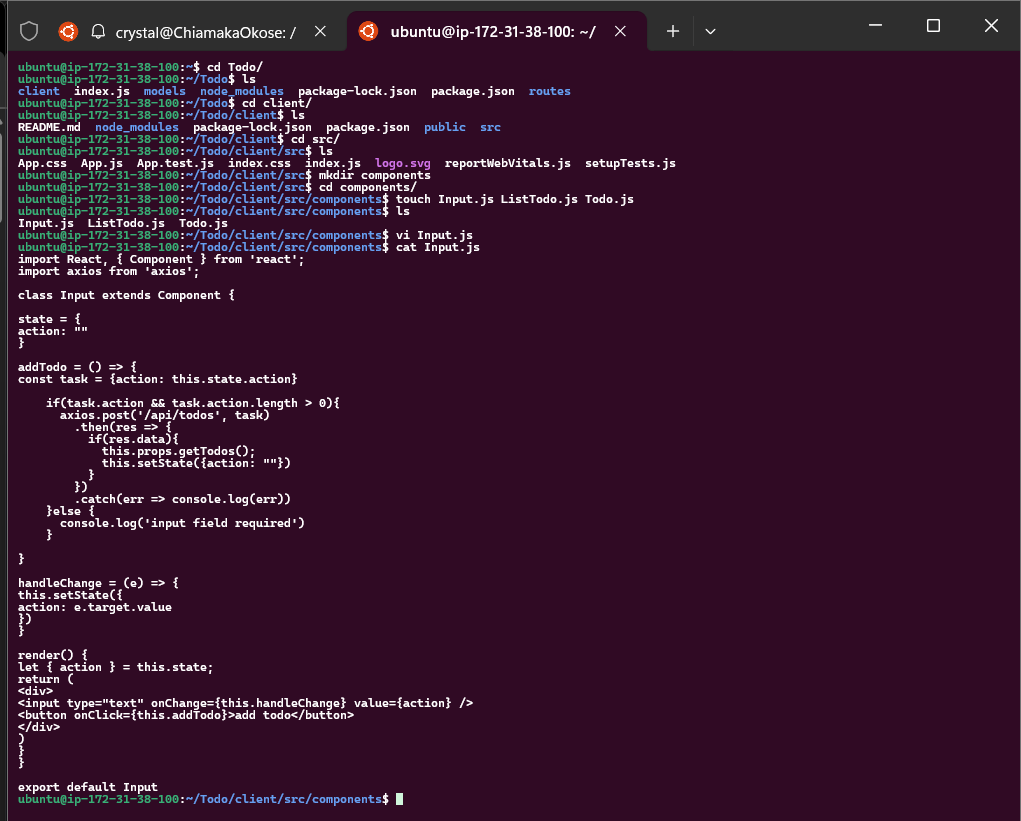 crystal@ChiamakaOkose: /
ubuntu@ip-172-31-38-100: ~/
ubuntu@ip-172-31-38-100:~$ cd Todo/
ubuntu@ip-172-31-38-100:~/Todo$ ls
client  index.js  models  node_modules  package-lock.json  package.json  routes
ubuntu@ip-172-31-38-100:~/Todo$ cd client/
ubuntu@ip-172-31-38-100:~/Todo/client$ ls
README.md  node_modules  package-lock.json  package.json  public  src
ubuntu@ip-172-31-38-100:~/Todo/client$ cd src/
ubuntu@ip-172-31-38-100:~/Todo/client/src$ ls
App.css  App.js  App.test.js  index.css  index.js  logo.svg  reportWebVitals.js  setupTests.js
ubuntu@ip-172-31-38-100:~/Todo/client/src$ mkdir components
ubuntu@ip-172-31-38-100:~/Todo/client/src$ cd components/
ubuntu@ip-172-31-38-100:~/Todo/client/src/components$ touch Input.js ListTodo.js Todo.js
ubuntu@ip-172-31-38-100:~/Todo/client/src/components$ ls
Input.js  ListTodo.js  Todo.js
ubuntu@ip-172-31-38-100:~/Todo/client/src/components$ vi Input.js
ubuntu@ip-172-31-38-100:~/Todo/client/src/components$ cat Input.js
import React, { Component } from 'react';
import axios from 'axios';

class Input extends Component {

state = {
action: ""
}

addTodo = () => {
const task = {action: this.state.action}

    if(task.action && task.action.length > 0){
      axios.post('/api/todos', task)
        .then(res => {
          if(res.data){
            this.props.getTodos();
            this.setState({action: ""})
          }
        })
        .catch(err => console.log(err))
    }else {
      console.log('input field required')
    }

}

handleChange = (e) => {
this.setState({
action: e.target.value
})
}

render() {
let { action } = this.state;
return (
<div>
<input type="text" onChange={this.handleChange} value={action} />
<button onClick={this.addTodo}>add todo</button>
</div>
)
}
}

export default Input
ubuntu@ip-172-31-38-100:~/Todo/client/src/components$